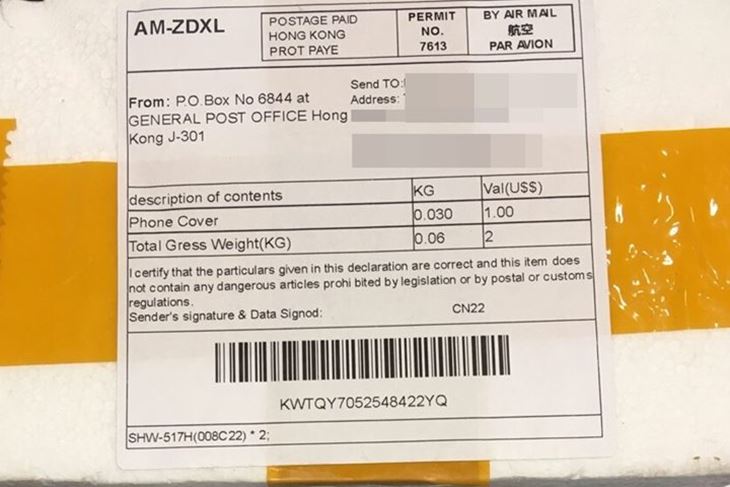 AM-ZDXL
POSTAGE PAID
HONG KONG
PROT PAYE
PERMIT
NO.
7613
BY AIR MAIL
航空
PAR AVION
From: P.O.Box No 6844 at
GENERAL POST OFFICE Hong
Kong J-301
Send TO:
Address:
description of contents KG Val(US$)
Phone Cover 0.030 1.00
Total Gress Weight(KG) 0.06 2
I certify that the particulars given in this declaration are correct and this item does
not contain any dangerous articles prohi bited by legislation or by postal or customs
regulations.
Sender's signature & Data Signod: CN22
KWTQY7052548422YQ
SHW-517H(008C22) * 2;